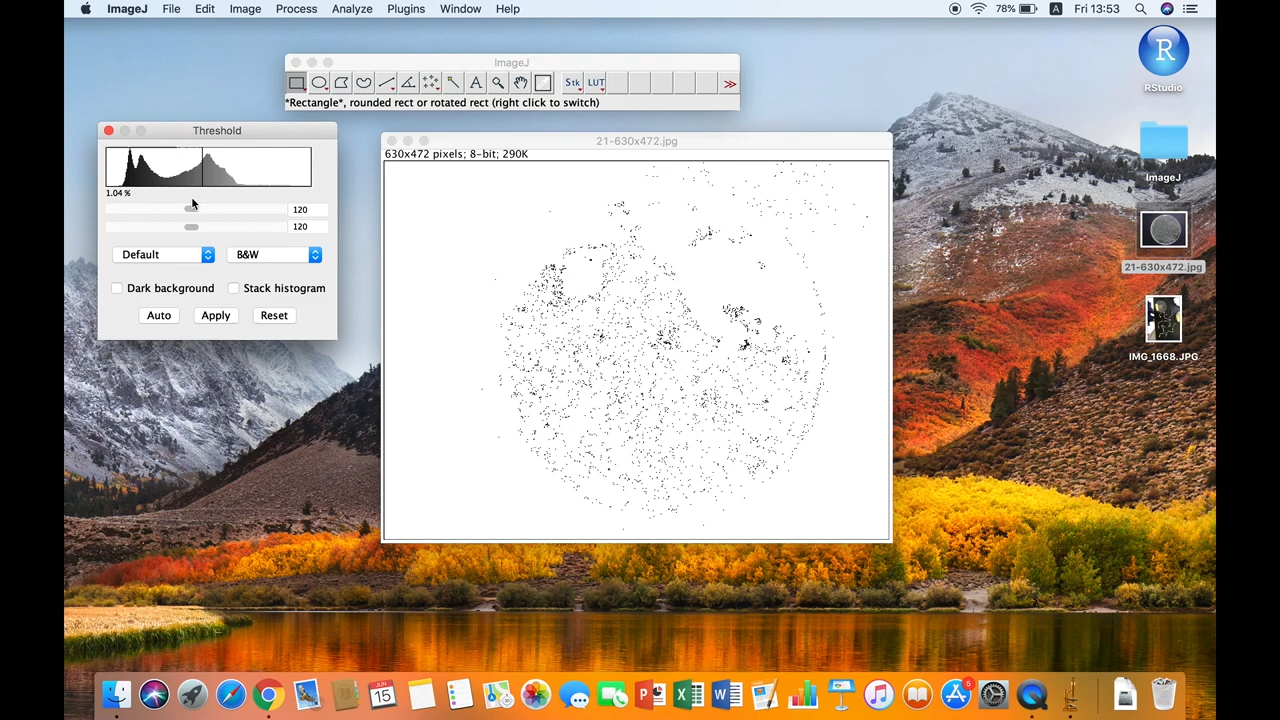 ImageJ File Edit Image Process Analyze Plugins Window Help 78% A Fri 13:53
ImageJ
Stk LUT
*Rectangle*, rounded rect or rotated rect (right click to switch)
R
RStudio
Threshold
1.04 %
120
120
Default B&W
Dark background Stack histogram
Auto Apply Reset
21-630x472.jpg
630x472 pixels; 8-bit; 290K
ImageJ
21-630x472.jpg
IMG_1668.JPG
JUN
15
5